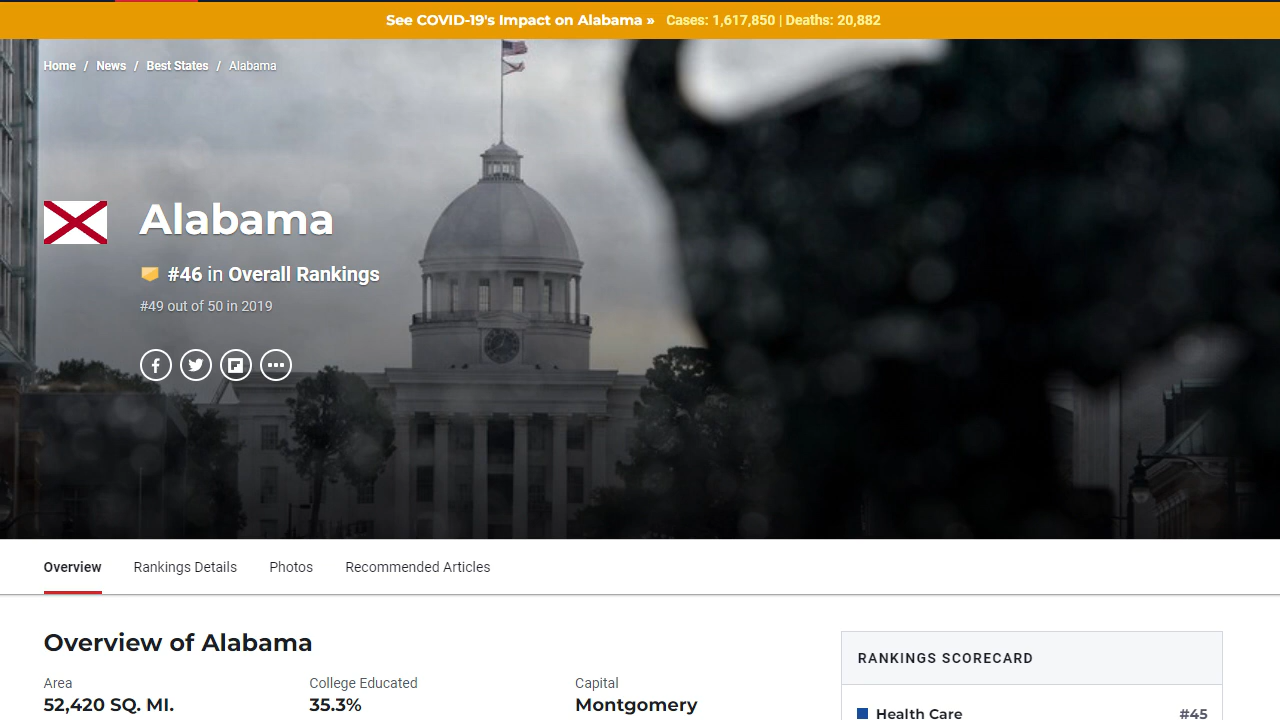 See COVID-19's Impact on Alabama » Cases: 1,617,850 | Deaths: 20,882
Home / News / Best States / Alabama
Alabama
#46 in Overall Rankings
#49 out of 50 in 2019
Overview Rankings Details Photos Recommended Articles
Overview of Alabama
RANKINGS SCORECARD
Area College Educated Capital
52,420 SQ. MI. 35.3% Montgomery
Health Care #45